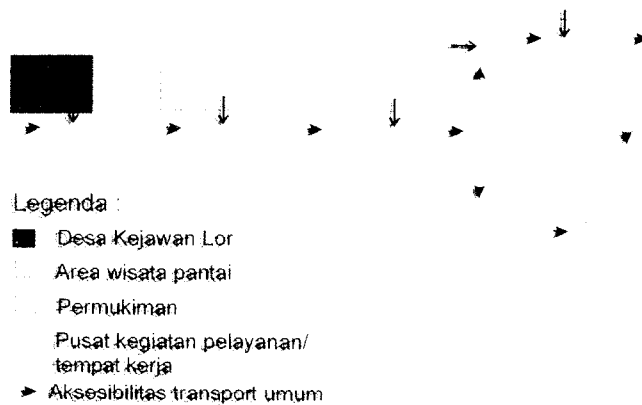 Legenda :
Desa Kejawan Lor
Area wisata pantai
Permukiman
Pusat kegiatan pelayanan/
tempat kerja
Aksesibilitas transport umum